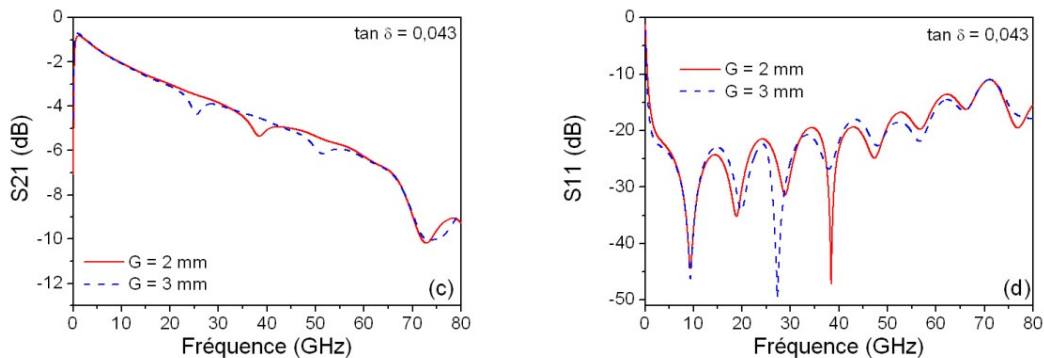 0
-2
-4
-6
-8
-10
-12
S21 (dB)
tan δ = 0,043
G = 2 mm
G = 3 mm
(c)
0 10 20 30 40 50 60 70 80
Fréquence (GHz)
0
-10
-20
-30
-40
-50
S11 (dB)
tan δ = 0,043
G = 2 mm
G = 3 mm
(d)
0 10 20 30 40 50 60 70 80
Fréquence (GHz)